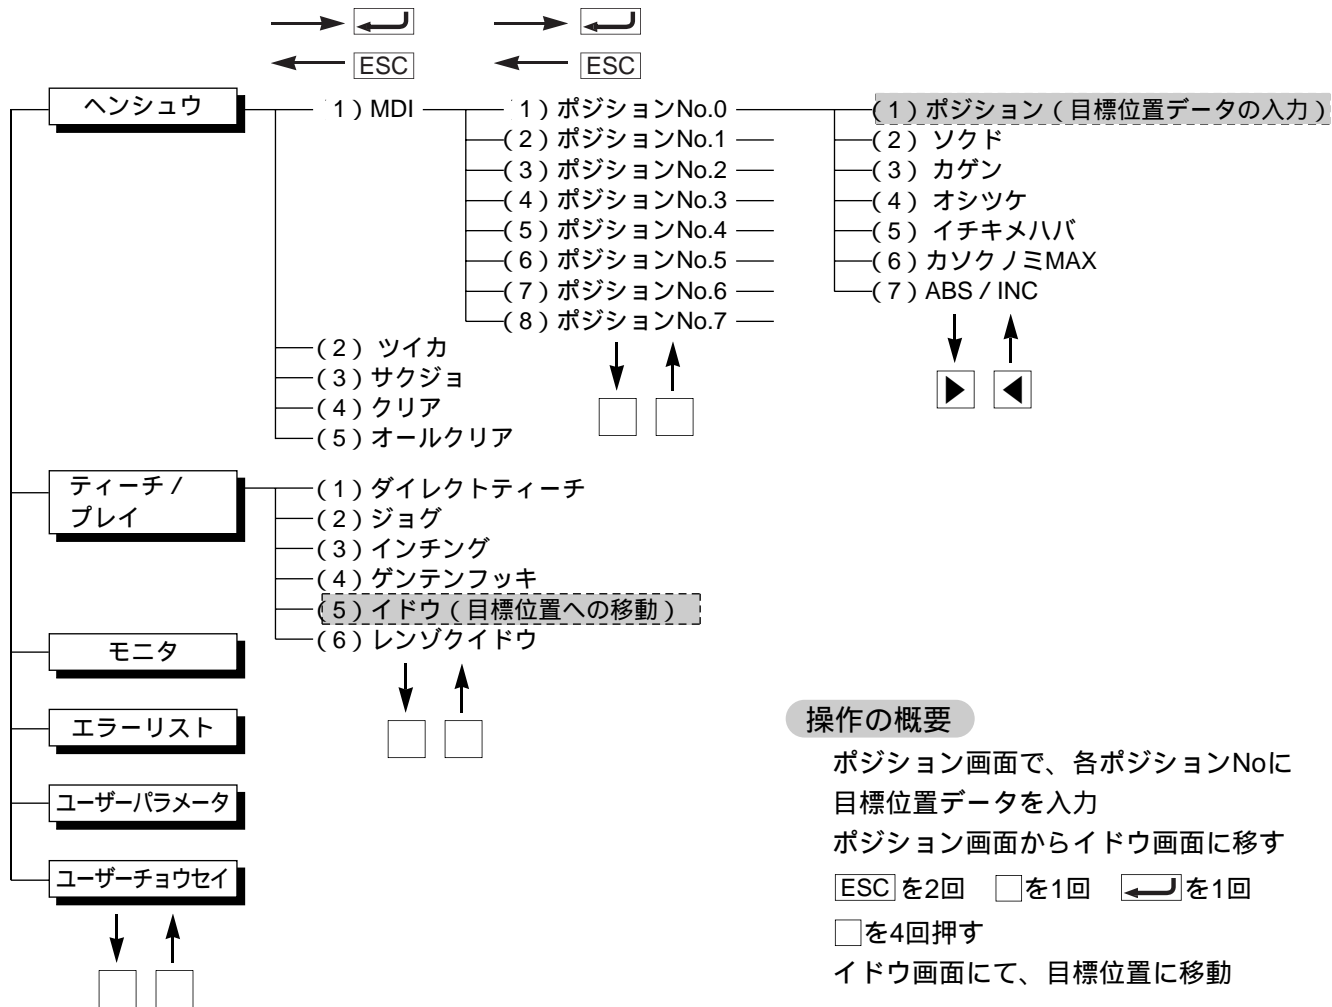 ESC ESC
ヘンシュウ 1）MDI 1）ポジションNo.0 （1）ポジション（目標位置データの入力）
（2）ポジションNo.1 （2） ソクド
（3）ポジションNo.2 （3）カゲン
（4）ポジションNo.3 （4） オシツケ
（5）ポジションNo.4 （5） イチキメハバ
（6）ポジションNo.5 （6）カソクノミMAX
（7）ポジションNo.6 （7）ABS / INC
（8）ポジションNo.7
（2） ツイカ
（3）サクジョ
（4）クリア
（5）オールクリア
ティーチ /
プレイ
（1）ダイレクトティーチ
（2）ジョグ
（3）インチング
（4）ゲンテンフッキ
（5）イドウ（目標位置への移動）
（6）レンゾクイドウ
モニタ
エラーリスト
ユーザーパラメータ
ユーザーチョウセイ
操作の概要
ポジション画面で、各ポジションNoに
目標位置データを入力
ポジション画面からイドウ画面に移す
ESC を2回 □を1回 を1回
□を4回押す
イドウ画面にて、目標位置に移動